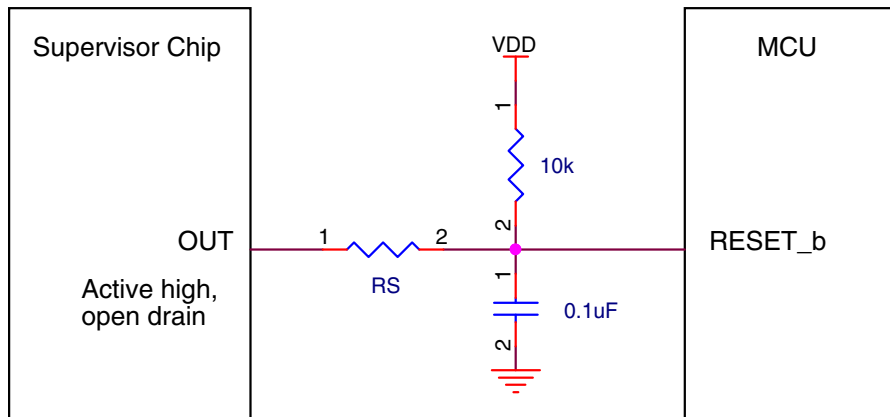 Supervisor Chip
VDD
MCU
1
10k
2
OUT
1
2
RESET_b
RS
1
Active high,
open drain
0.1uF
2